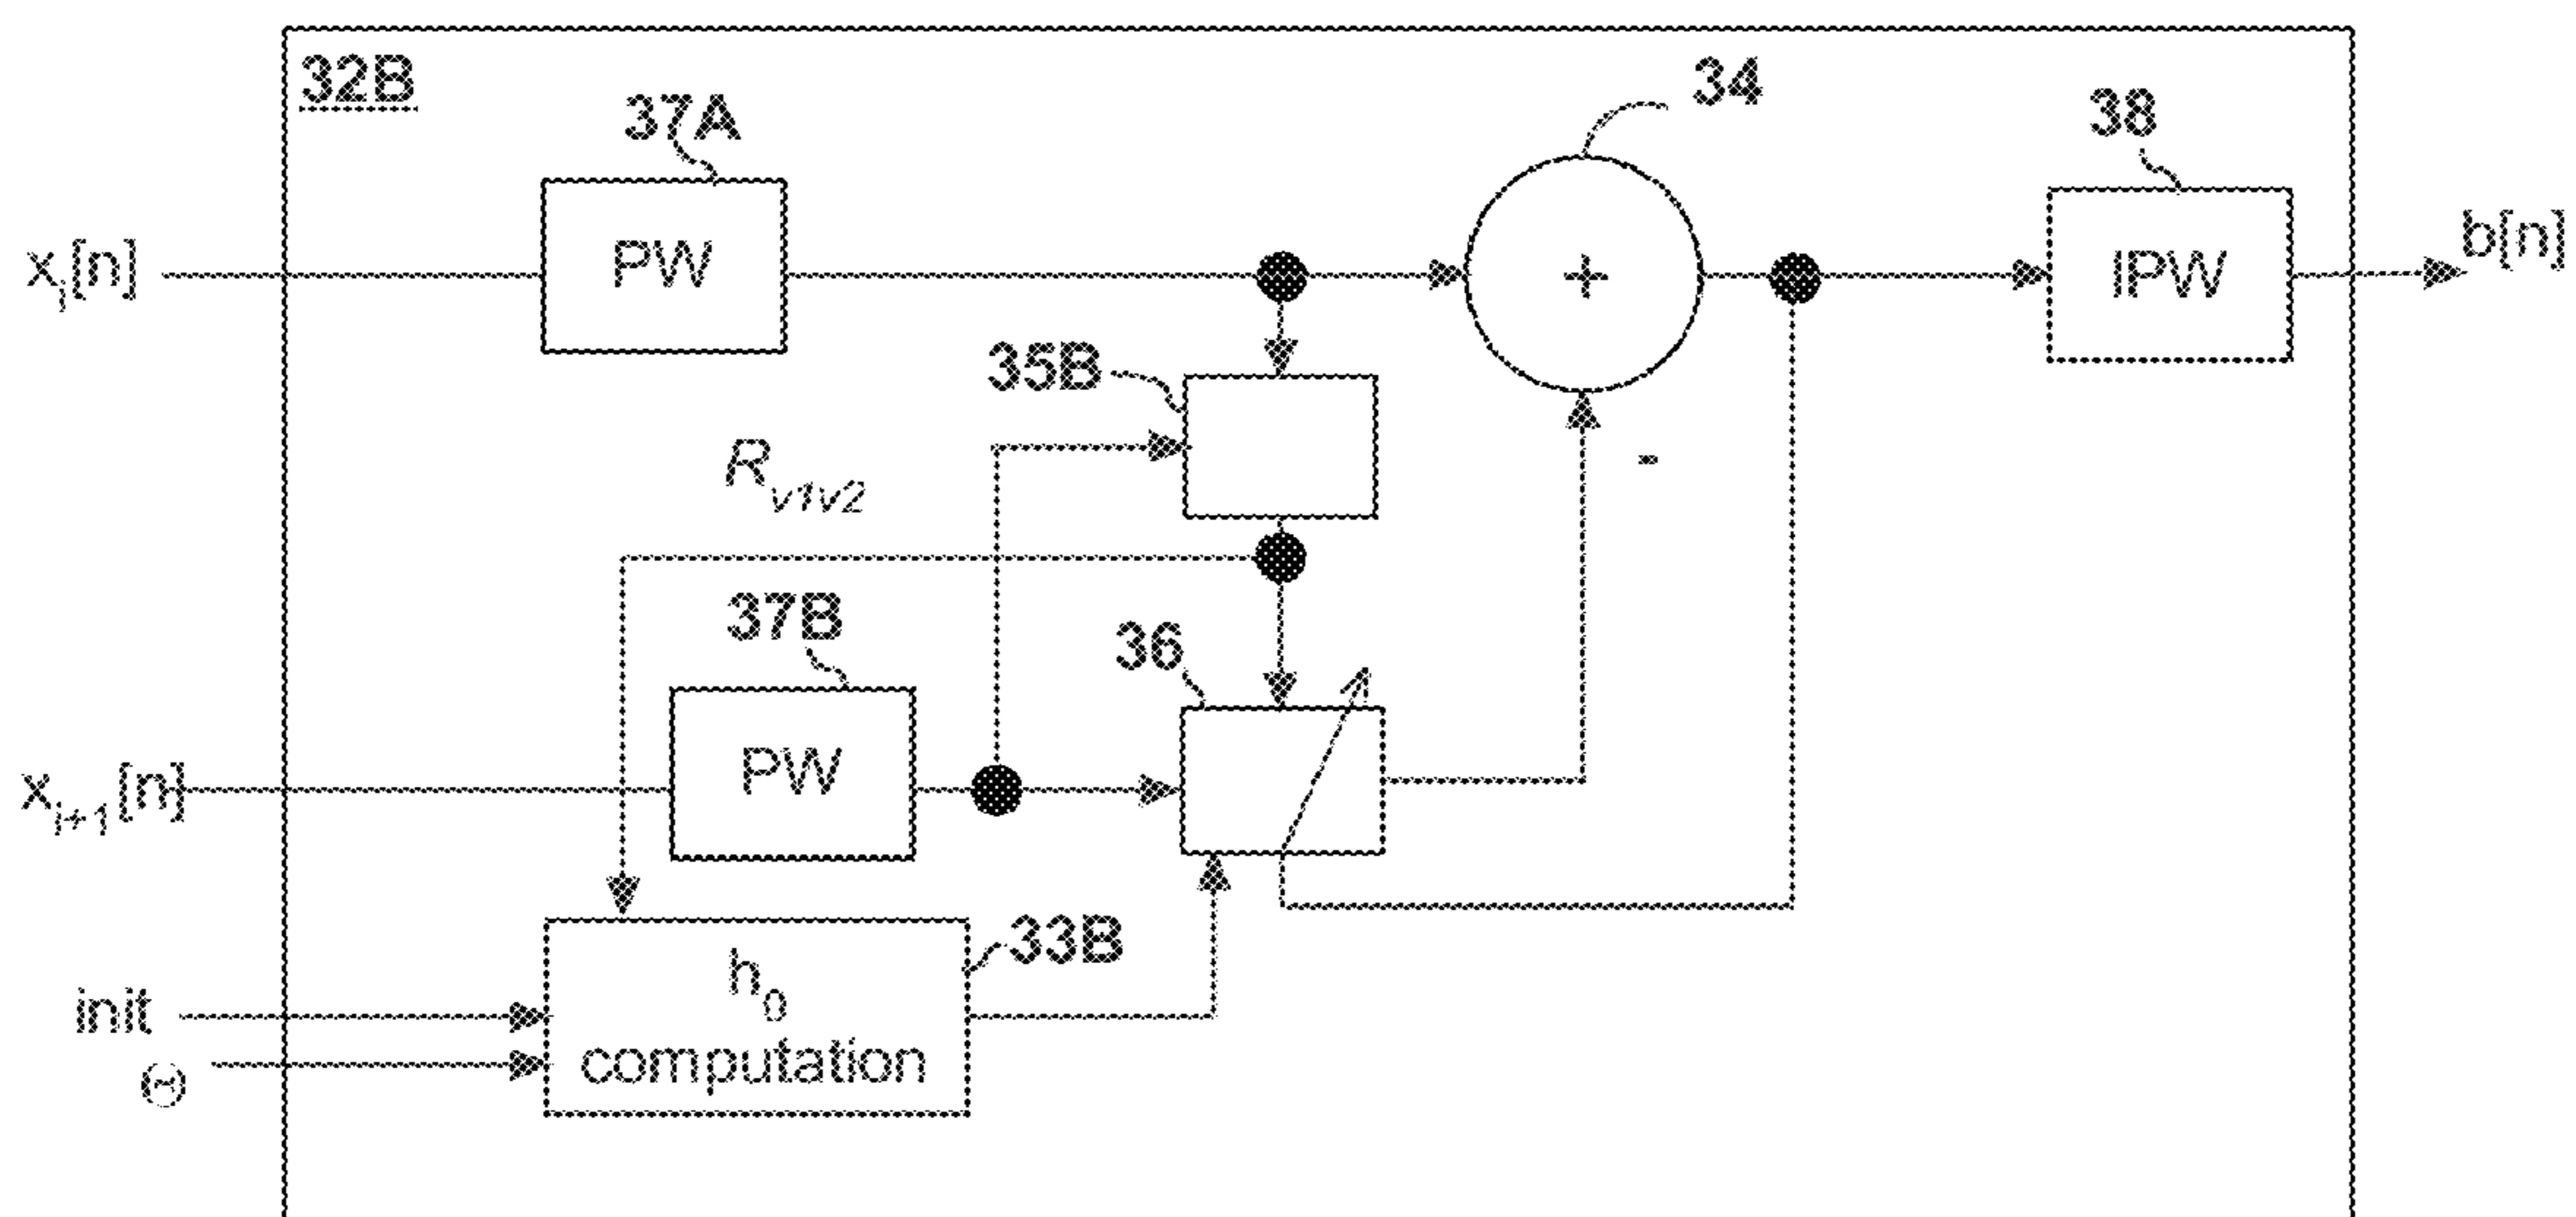 32B
37A
34
38
x_i[n]
PW
+
IPW
b[n]
35B
R_v1v2
-
37B
36
x_i+1[n]
PW
33B
h_0
computation
init
Θ